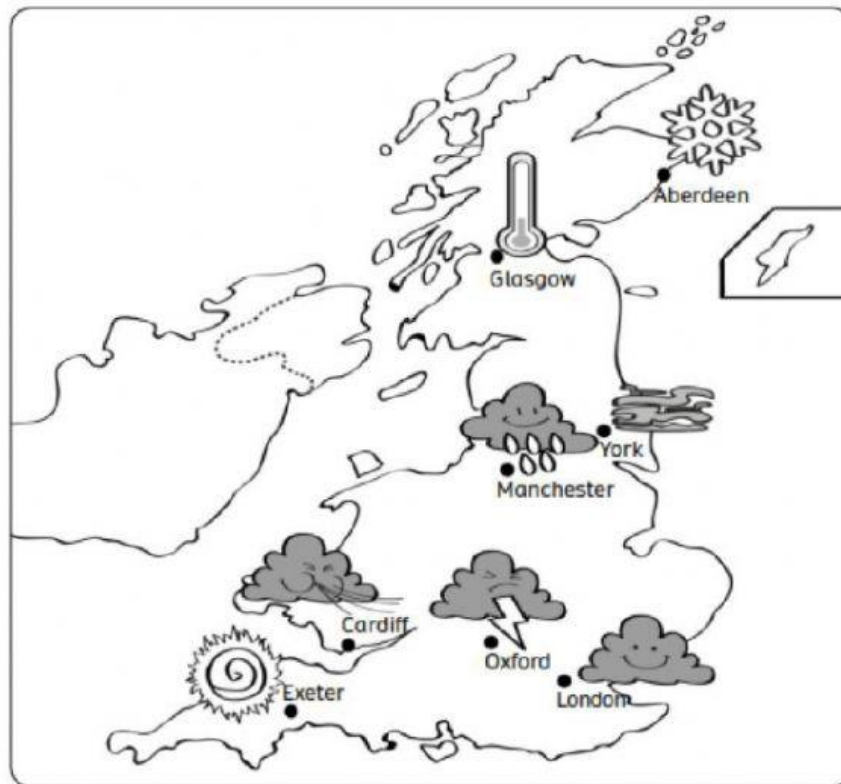 Aberdeen
Glasgow
York
Manchester
Cardiff
Oxford
Exeter
London